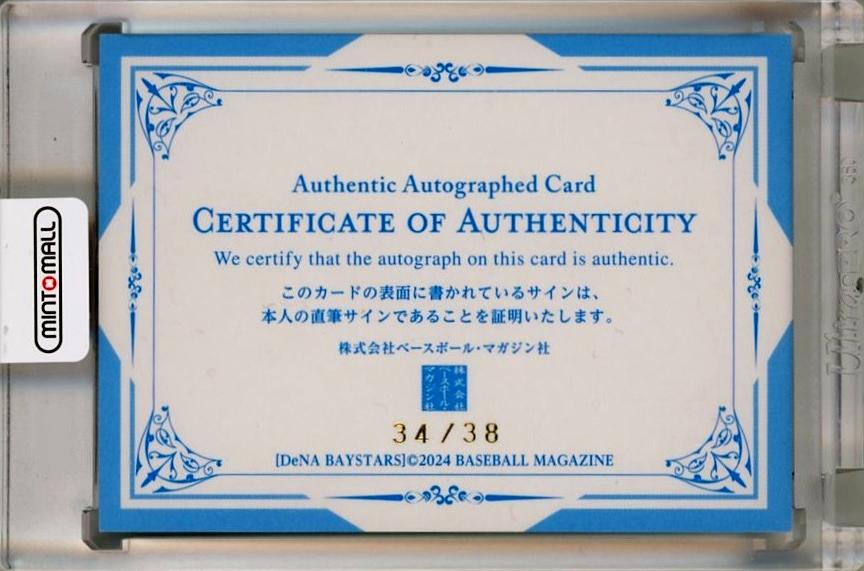 Authentic Autographed Card
CERTIFICATE OF AUTHENTICITY
We certify that the autograph on this card is authentic.
このカードの表面に書かれているサインは、
本人の直筆サインであることを証明いたします。
株式会社ベースボール・マガジン社
株式会社
ベースボール・
マガジン社
34/38
[DeNA BAYSTARS]©2024 BASEBALL MAGAZINE
MINTOMALL
Ultra·PRO